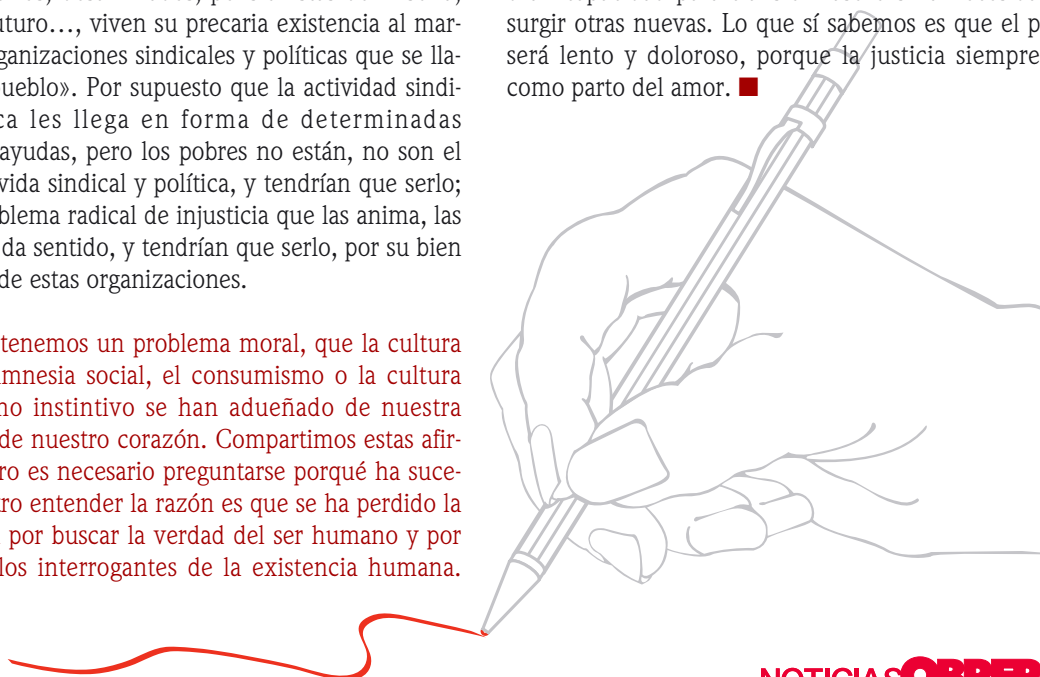 uturo…, viven su precaria existencia al mar-
ganizaciones sindicales y políticas que se lla-
ueblo». Por supuesto que la actividad sindi-
ca les llega en forma de determinadas
ayudas, pero los pobres no están, no son el
vida sindical y política, y tendrían que serlo;
blema radical de injusticia que las anima, las
da sentido, y tendrían que serlo, por su bien
de estas organizaciones.
tenemos un problema moral, que la cultura
mnesia social, el consumismo o la cultura
no instintivo se han adueñado de nuestra
de nuestro corazón. Compartimos estas afir-
ro es necesario preguntarse porqué ha suce-
tro entender la razón es que se ha perdido la
por buscar la verdad del ser humano y por
los interrogantes de la existencia humana.
surgir otras nuevas. Lo que sí sabemos es que el p
será lento y doloroso, porque la justicia siempre
como parto del amor.
NOTICIAS OBRER